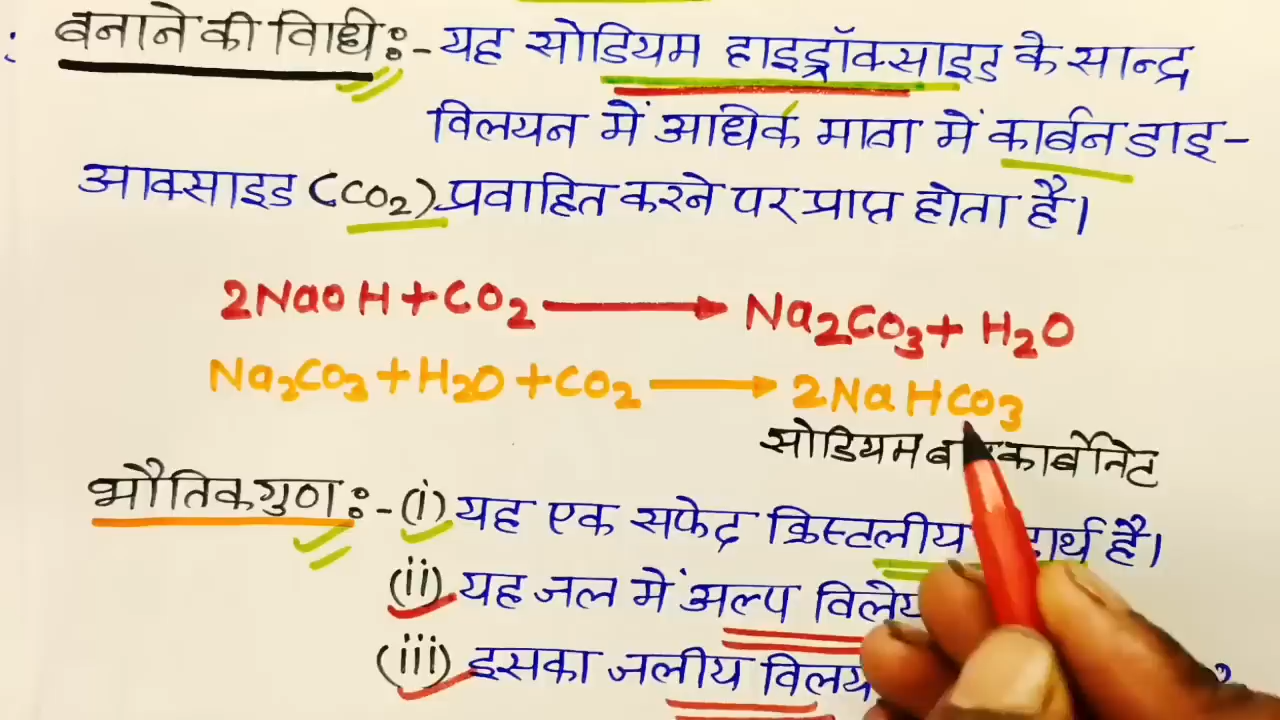 बनाने की विधि:- यह सोडियम हाइड्रॉक्साइड के सान्द्र
विलयन में अधिक मात्रा में कार्बन डाइ-
आक्साइड (CO2) प्रवाहित करने पर प्राप्त होता है।
2NaOH + CO2 → Na2CO3 + H2O
Na2CO3 + H2O + CO2 → 2NaHCO3
सोडियम
भौतिक गुण:- (i) यह एक सफेद क्रिस्टलीय है।
(ii) यह जल में अल्प
(iii) इसका जलीय